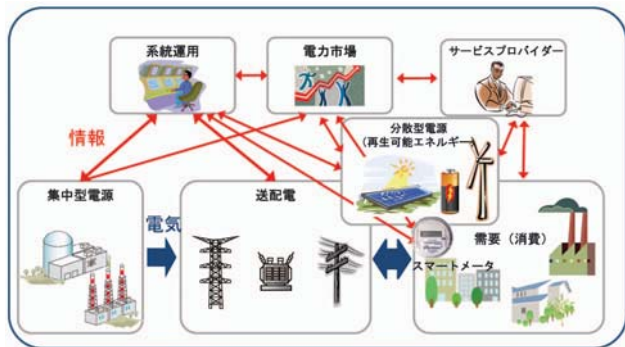 系統運用
電力市場
サービスプロバイダー
情報
分散型電源
(再生可能エネルギー
集中型電源
送配電
電気
需要（消費）
スマートメータ